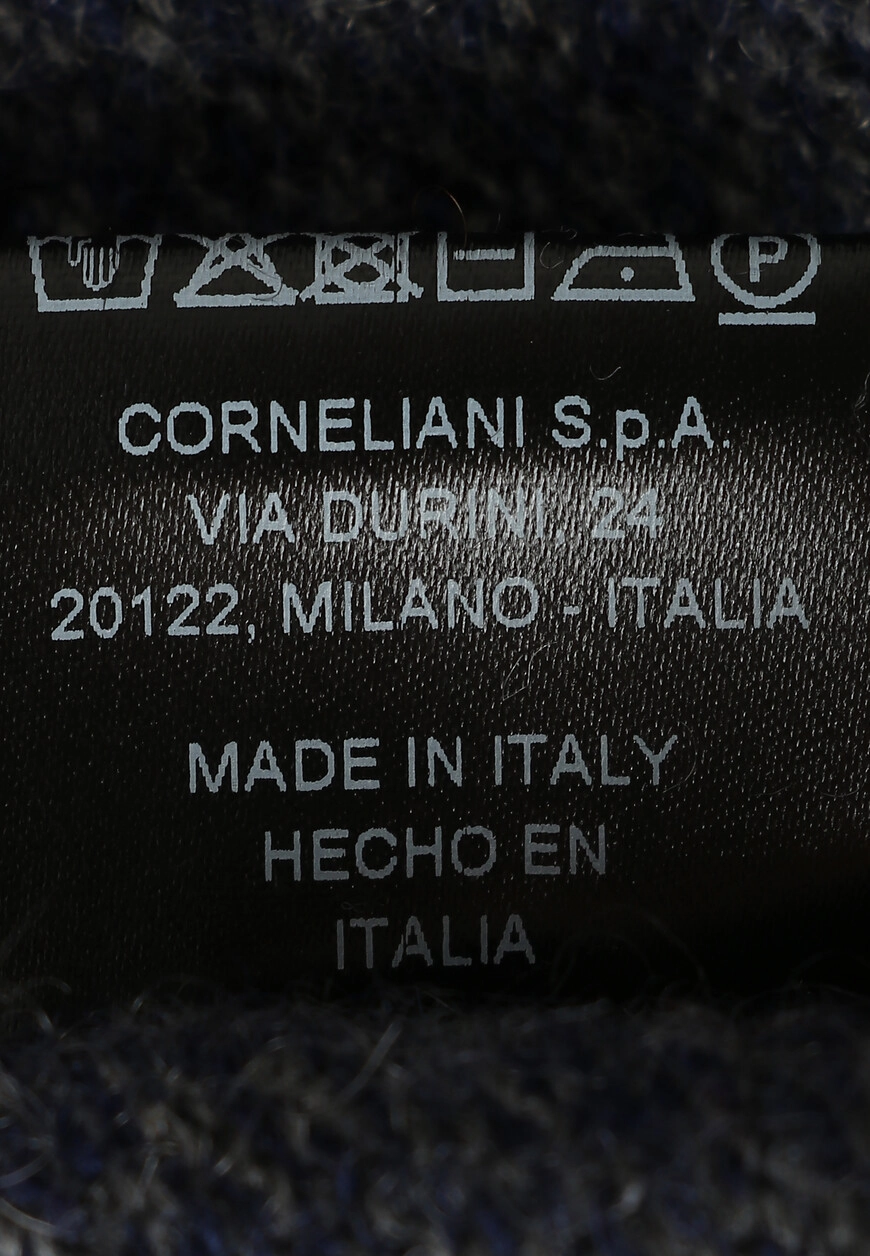 P
CORNELIANI S.p.A.
VIA DURINI, 24
20122, MILANO - ITALIA
MADE IN ITALY
HECHO EN
ITALIA